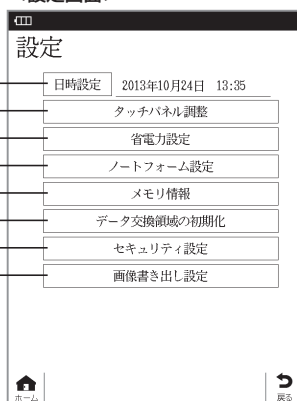 設定
日時設定 2013年10月24日 13:35
タッチパネル調整
省電力設定
ノートフォーム設定
メモリ情報
データ交換領域の初期化
セキュリティ設定
画像書き出し設定
ホーム 戻る